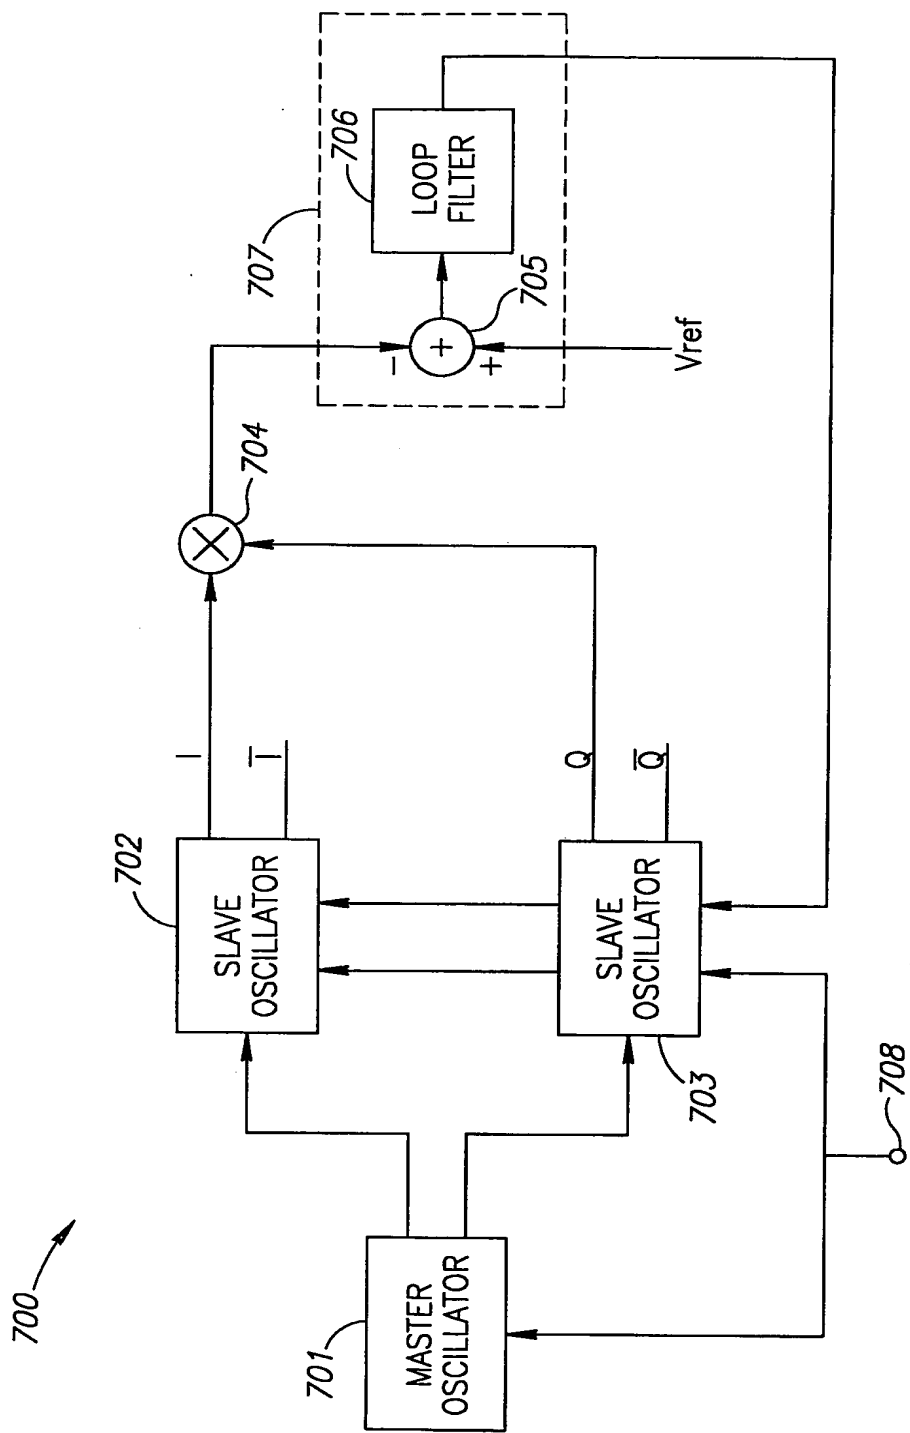 700
701
MASTER
OSCILLATOR
702
SLAVE
OSCILLATOR
703
SLAVE
OSCILLATOR
708
I
I̅
Q
Q̅
704
707
706
LOOP
FILTER
705
+
−
+
Vref